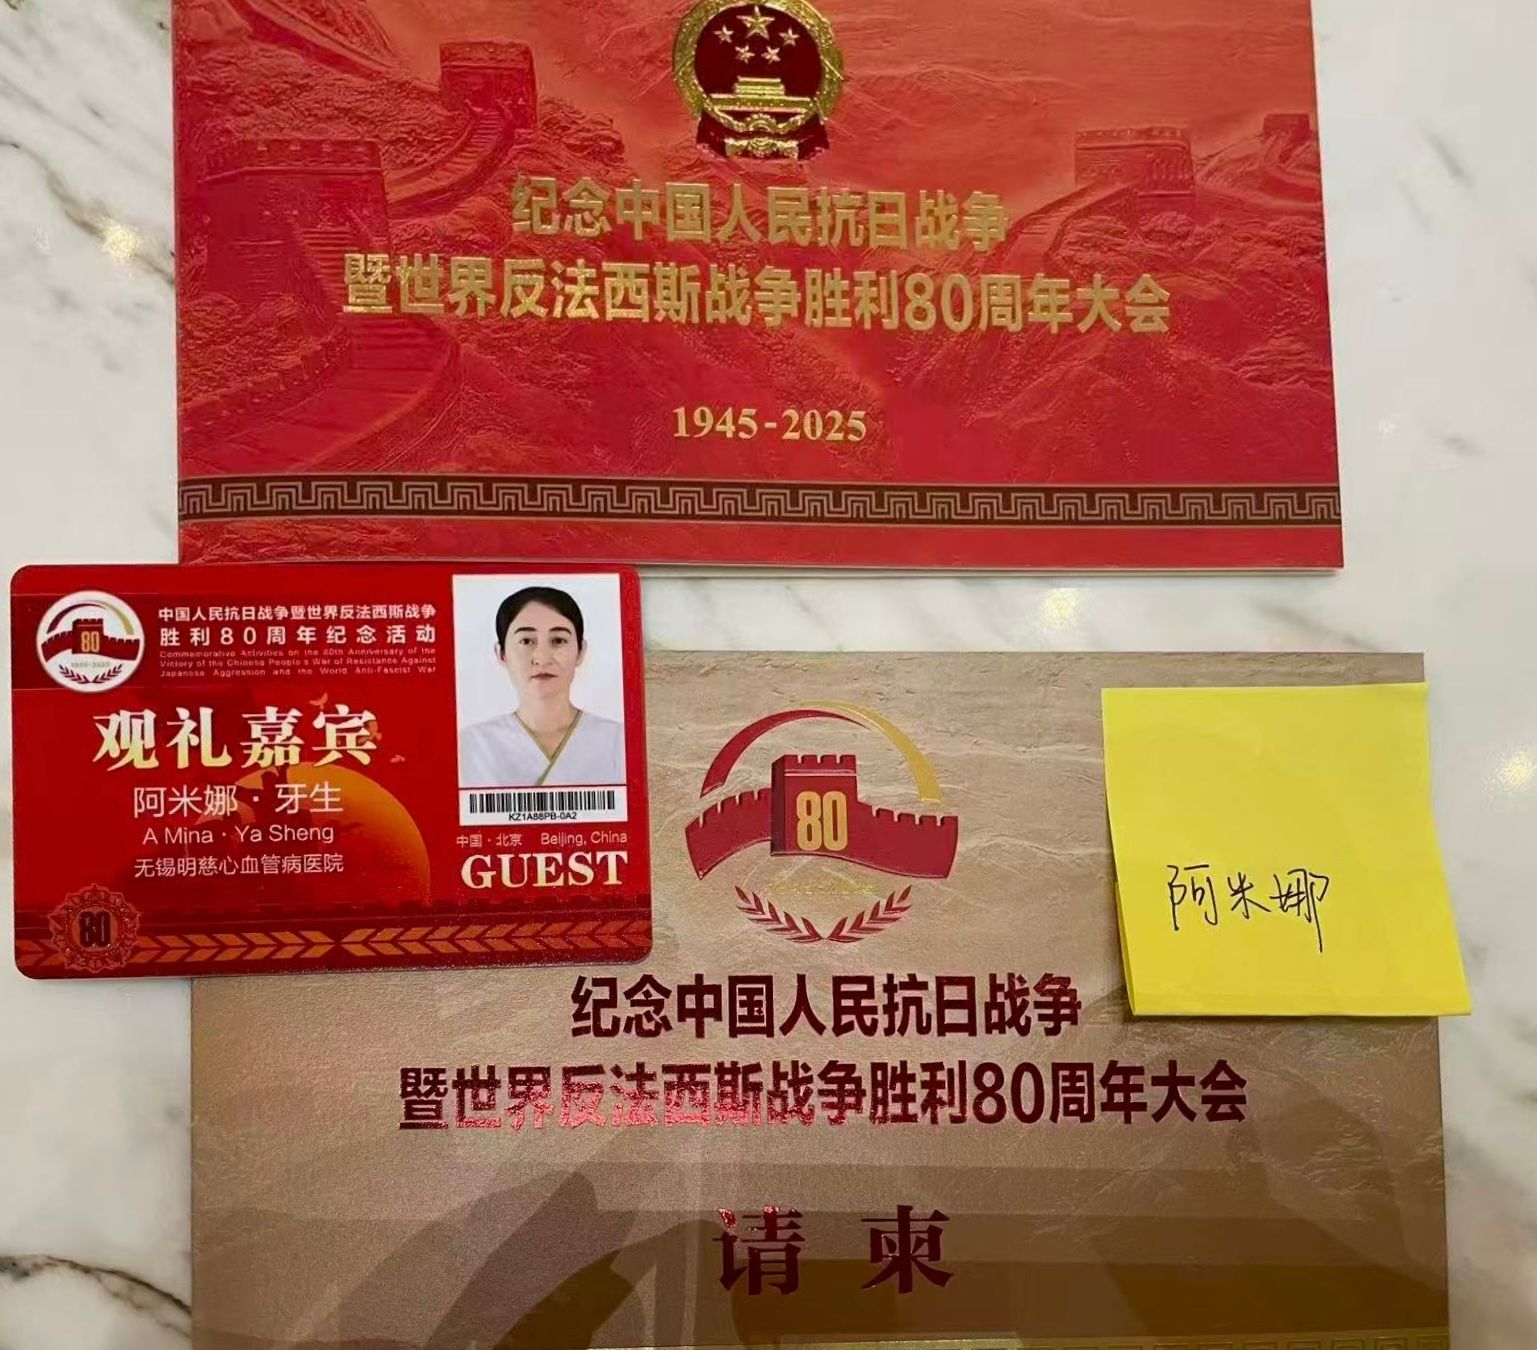 纪念中国人民抗日战争
暨世界反法西斯战争胜利80周年大会
1945-2025
80
1945-2025
中国人民抗日战争暨世界反法西斯战争
胜利80周年纪念活动
Commemorative Activities on the 80th Anniversary of the
Victory of the Chinese People's War of Resistance Against
Japanese Aggression and the World Anti-Fascist War
观礼嘉宾
阿米娜·牙生
A Mina · Ya Sheng
无锡明慈心血管病医院
80
KZ1A88PB-0A2
中国·北京 Beijing, China
GUEST
80
1945-2025
阿米娜
纪念中国人民抗日战争
暨世界反法西斯战争胜利80周年大会
请柬